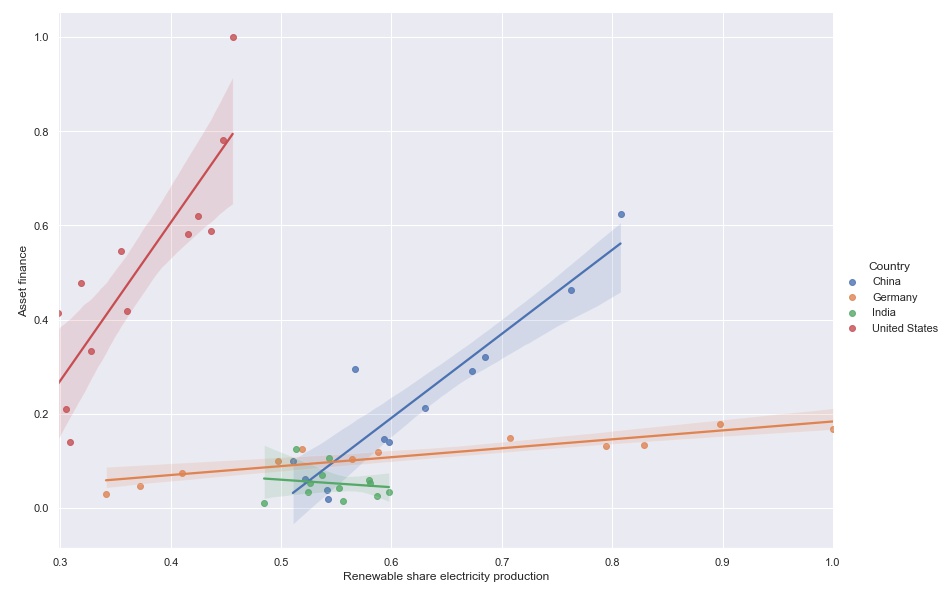 1.0
0.8
0.6
0.4
0.2
0.0
Asset finance
0.3 0.4 0.5 0.6 0.7 0.8 0.9 1.0
Renewable share electricity production
Country
China
Germany
India
United States